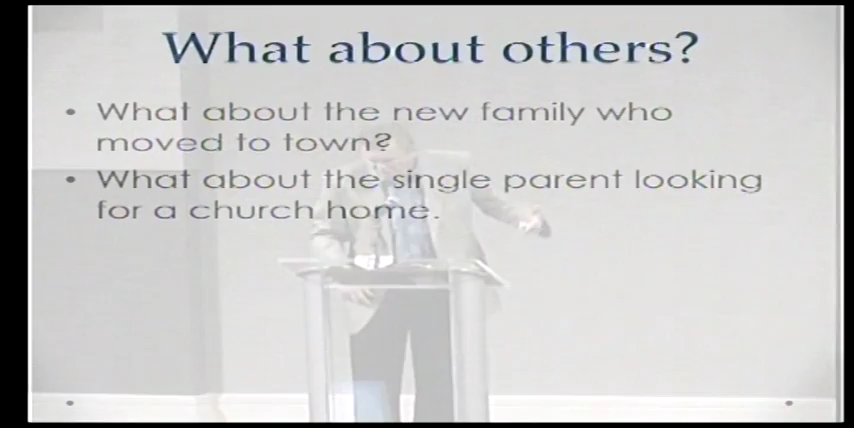 What about others?
• What about the new family who
moved to town?
• What about the single parent looking
for a church home.